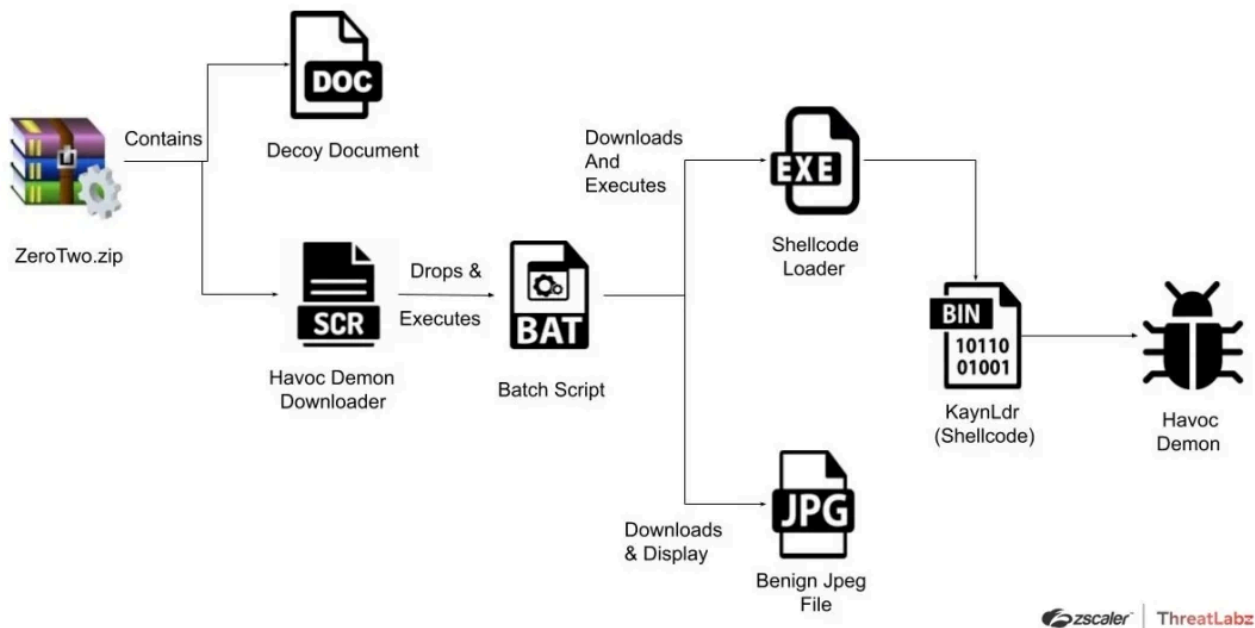 DOC
Decoy Document
Contains
ZeroTwo.zip
SCR
Havoc Demon
Downloader
Drops &
Executes
BAT
Batch Script
Downloads
And
Executes
EXE
Shellcode
Loader
BIN
10110
01001
KaynLdr
(Shellcode)
Havoc
Demon
Downloads
& Display
JPG
Benign Jpeg
File
zscaler | ThreatLabz